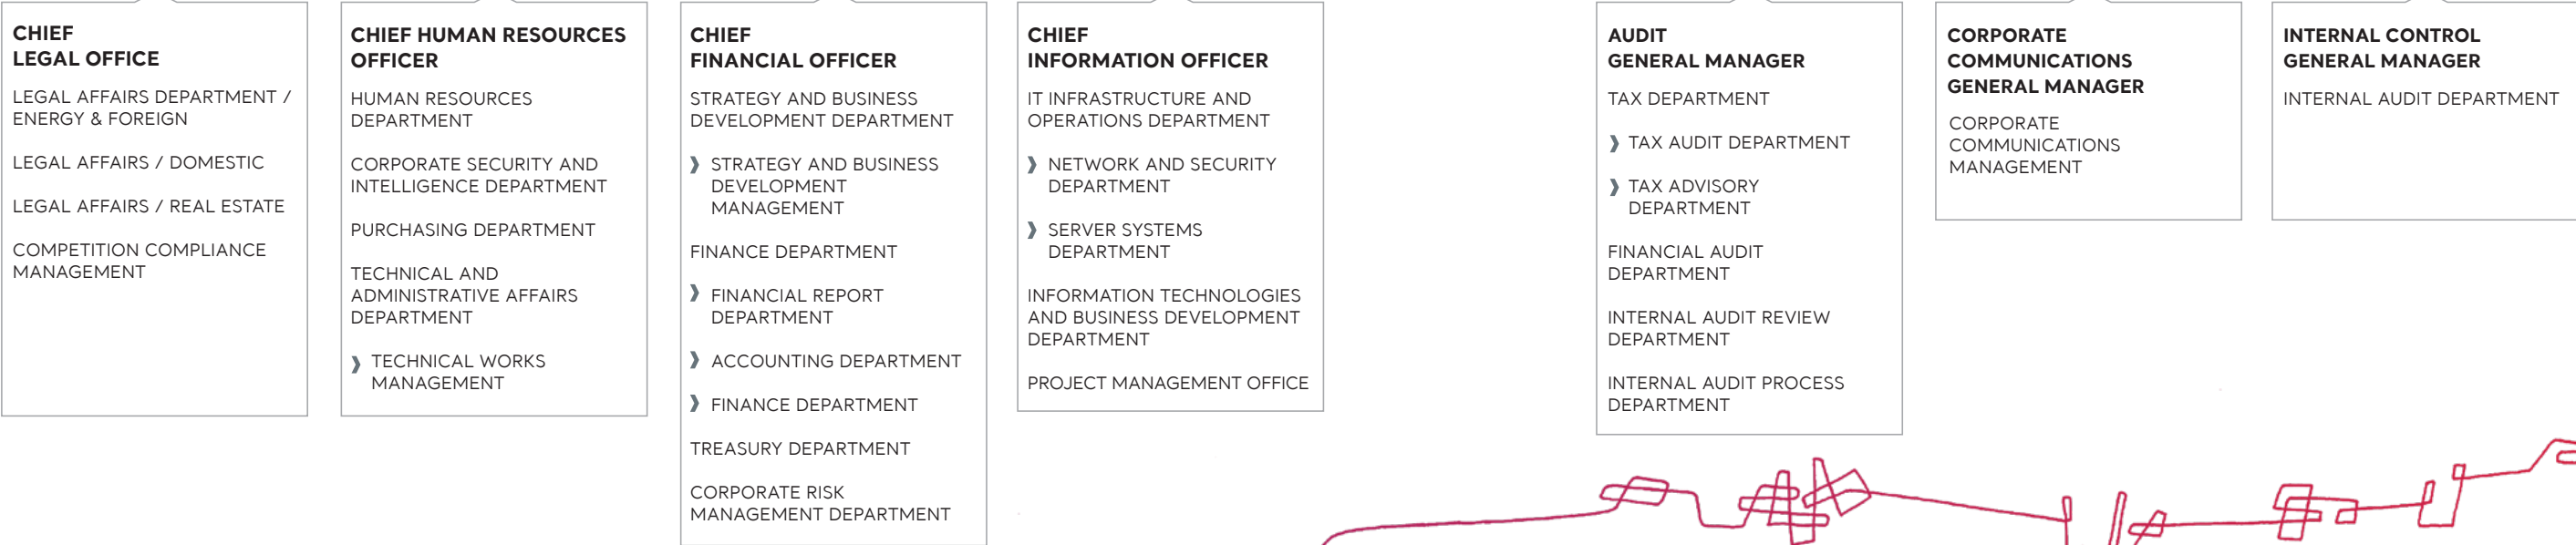 CHIEF
LEGAL OFFICE
LEGAL AFFAIRS DEPARTMENT /
ENERGY & FOREIGN
LEGAL AFFAIRS / DOMESTIC
LEGAL AFFAIRS / REAL ESTATE
COMPETITION COMPLIANCE
MANAGEMENT
CHIEF HUMAN RESOURCES
OFFICER
HUMAN RESOURCES
DEPARTMENT
CORPORATE SECURITY AND
INTELLIGENCE DEPARTMENT
PURCHASING DEPARTMENT
TECHNICAL AND
ADMINISTRATIVE AFFAIRS
DEPARTMENT
TECHNICAL WORKS
MANAGEMENT
CHIEF
FINANCIAL OFFICER
STRATEGY AND BUSINESS
DEVELOPMENT DEPARTMENT
STRATEGY AND BUSINESS
DEVELOPMENT
MANAGEMENT
FINANCE DEPARTMENT
FINANCIAL REPORT
DEPARTMENT
ACCOUNTING DEPARTMENT
FINANCE DEPARTMENT
TREASURY DEPARTMENT
CORPORATE RISK
MANAGEMENT DEPARTMENT
CHIEF
INFORMATION OFFICER
IT INFRASTRUCTURE AND
OPERATIONS DEPARTMENT
NETWORK AND SECURITY
DEPARTMENT
SERVER SYSTEMS
DEPARTMENT
INFORMATION TECHNOLOGIES
AND BUSINESS DEVELOPMENT
DEPARTMENT
PROJECT MANAGEMENT OFFICE
AUDIT
GENERAL MANAGER
TAX DEPARTMENT
TAX AUDIT DEPARTMENT
TAX ADVISORY
DEPARTMENT
FINANCIAL AUDIT
DEPARTMENT
INTERNAL AUDIT REVIEW
DEPARTMENT
INTERNAL AUDIT PROCESS
DEPARTMENT
CORPORATE
COMMUNICATIONS
GENERAL MANAGER
CORPORATE
COMMUNICATIONS
MANAGEMENT
INTERNAL CONTROL
GENERAL MANAGER
INTERNAL AUDIT DEPARTMENT